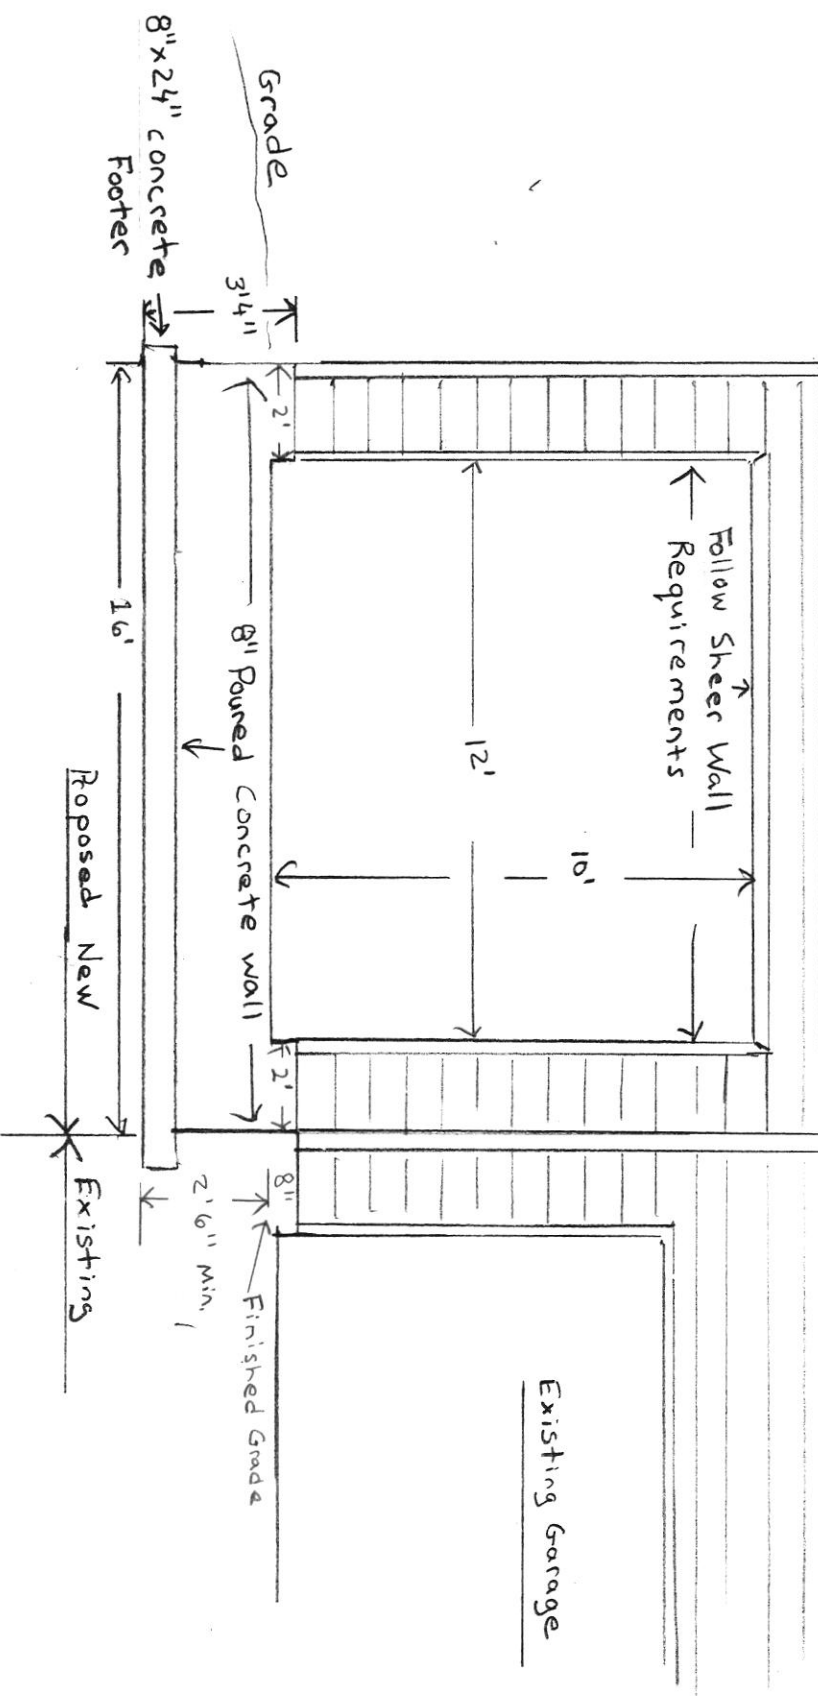 Follow Sheer Wall
Requirements
10'
12'
Existing Garage
Grade
3'4"
2'
2'
8"
Finished Grade
8" Poured Concrete wall
2'6" Min.
8"x24" concrete
Footer
16'
Proposed New
Existing